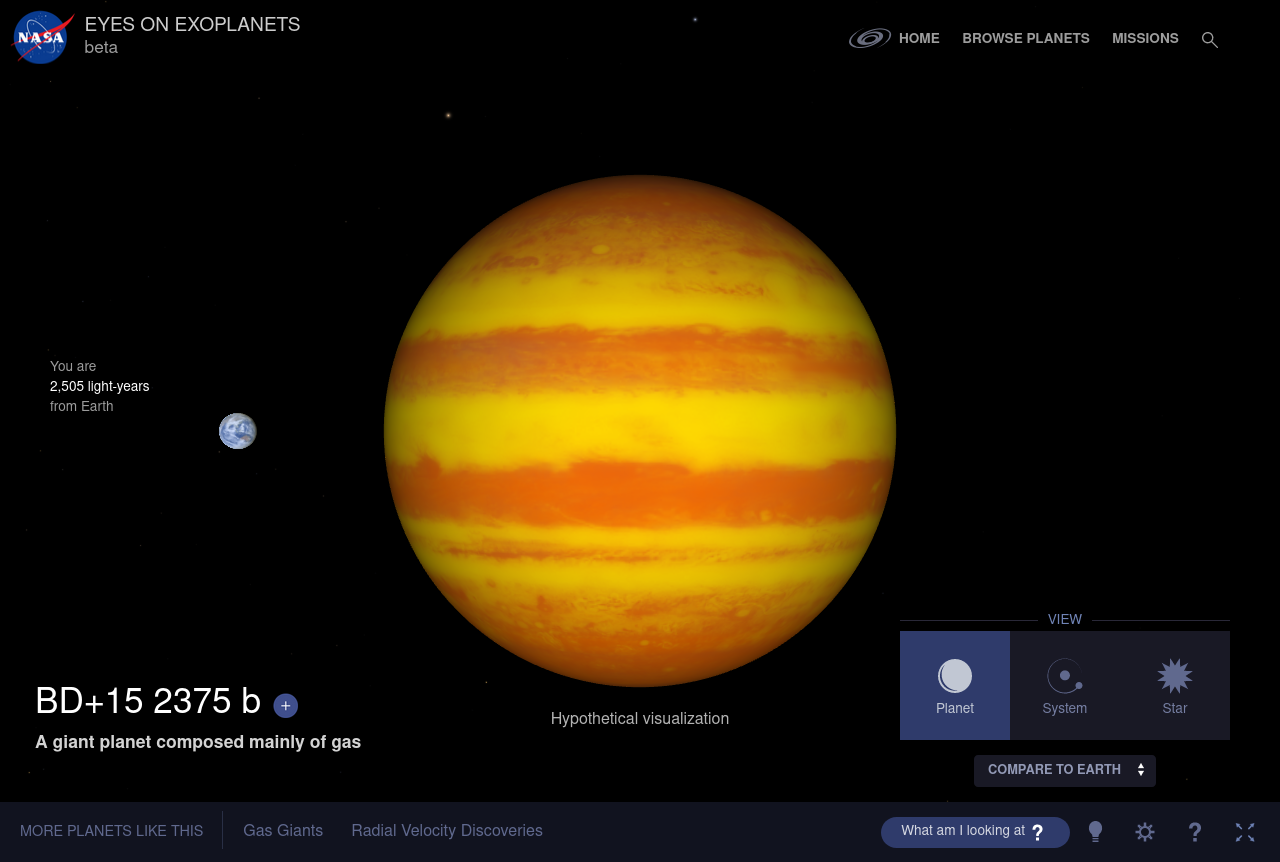 NASA
EYES ON EXOPLANETS
beta
HOME
BROWSE PLANETS
MISSIONS
You are
2,505 light-years
from Earth
VIEW
Planet
System
Star
BD+15 2375 b +
A giant planet composed mainly of gas
Hypothetical visualization
COMPARE TO EARTH
MORE PLANETS LIKE THIS
Gas Giants
Radial Velocity Discoveries
What am I looking at ?
?